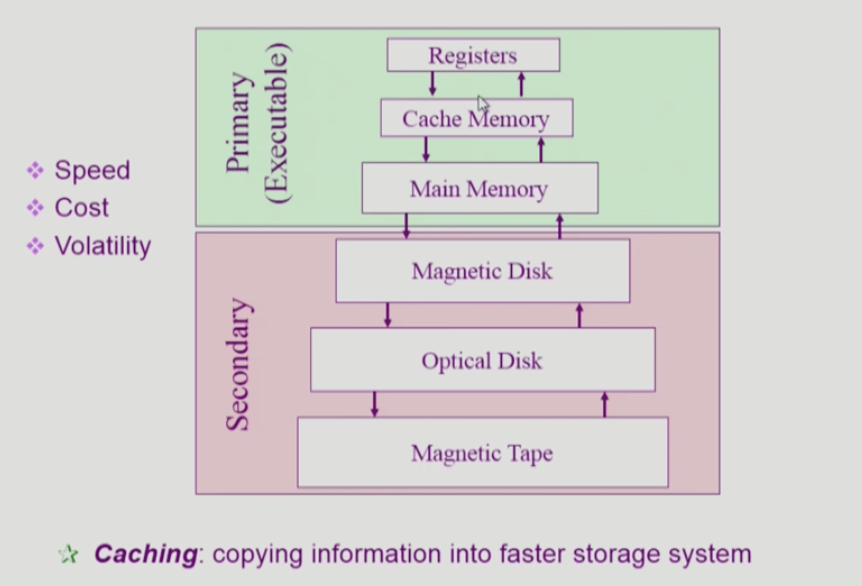 Primary
(Executable)
Registers
Cache Memory
Main Memory
Speed
Cost
Volatility
Secondary
Magnetic Disk
Optical Disk
Magnetic Tape
Caching: copying information into faster storage system